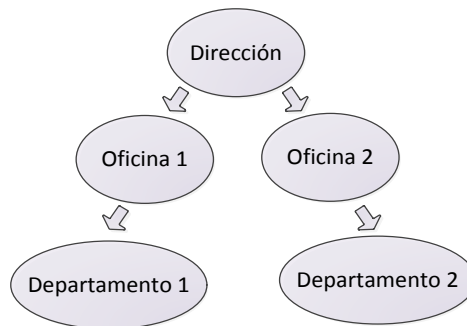 Dirección
Oficina 1
Oficina 2
Departamento 1
Departamento 2